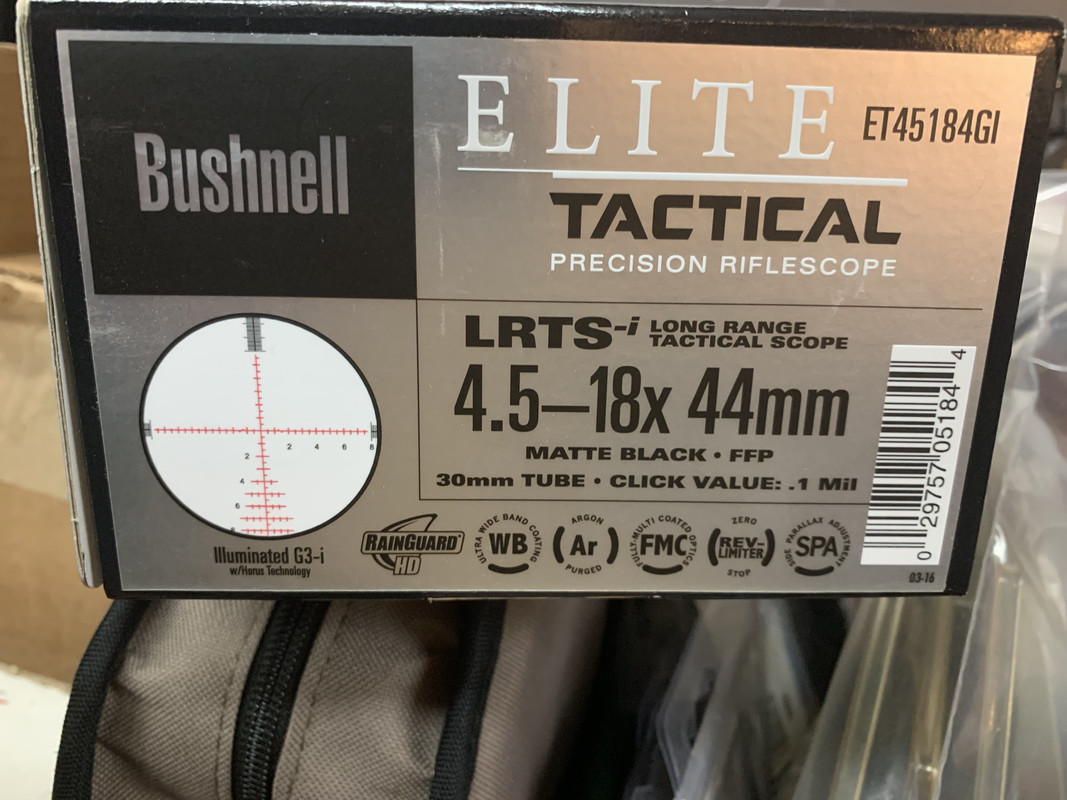 Bushnell
ELITE
ET45184GI
TACTICAL
PRECISION RIFLESCOPE
LRTS-i LONG RANGE
TACTICAL SCOPE
4.5—18x 44mm
MATTE BLACK • FFP
30mm TUBE • CLICK VALUE: .1 Mil
2 4 6 8
2
4
6
8
Illuminated G3-i
w/Horus Technology
RAINGUARD®
HD
ULTRA WIDE BAND COATING
WB
ARGON
Ar
PURGED
FULLY-MULTI COATED OPTICS
FMC
ZERO
REV-
LIMITER
STOP
SIDE PARALLAX ADJUSTMENT
SPA
0 29757 05184 4
03-16